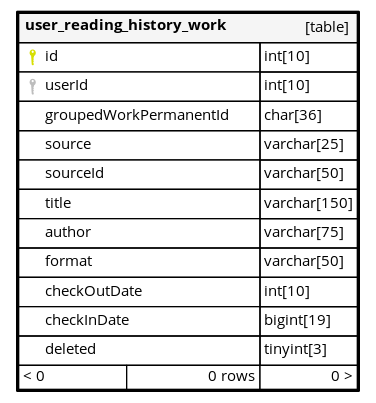 user_reading_history_work [table]
id int[10]
userId int[10]
groupedWorkPermanentId char[36]
source varchar[25]
sourceId varchar[50]
title varchar[150]
author varchar[75]
format varchar[50]
checkOutDate int[10]
checkInDate bigint[19]
deleted tinyint[3]
< 0 0 rows 0 >